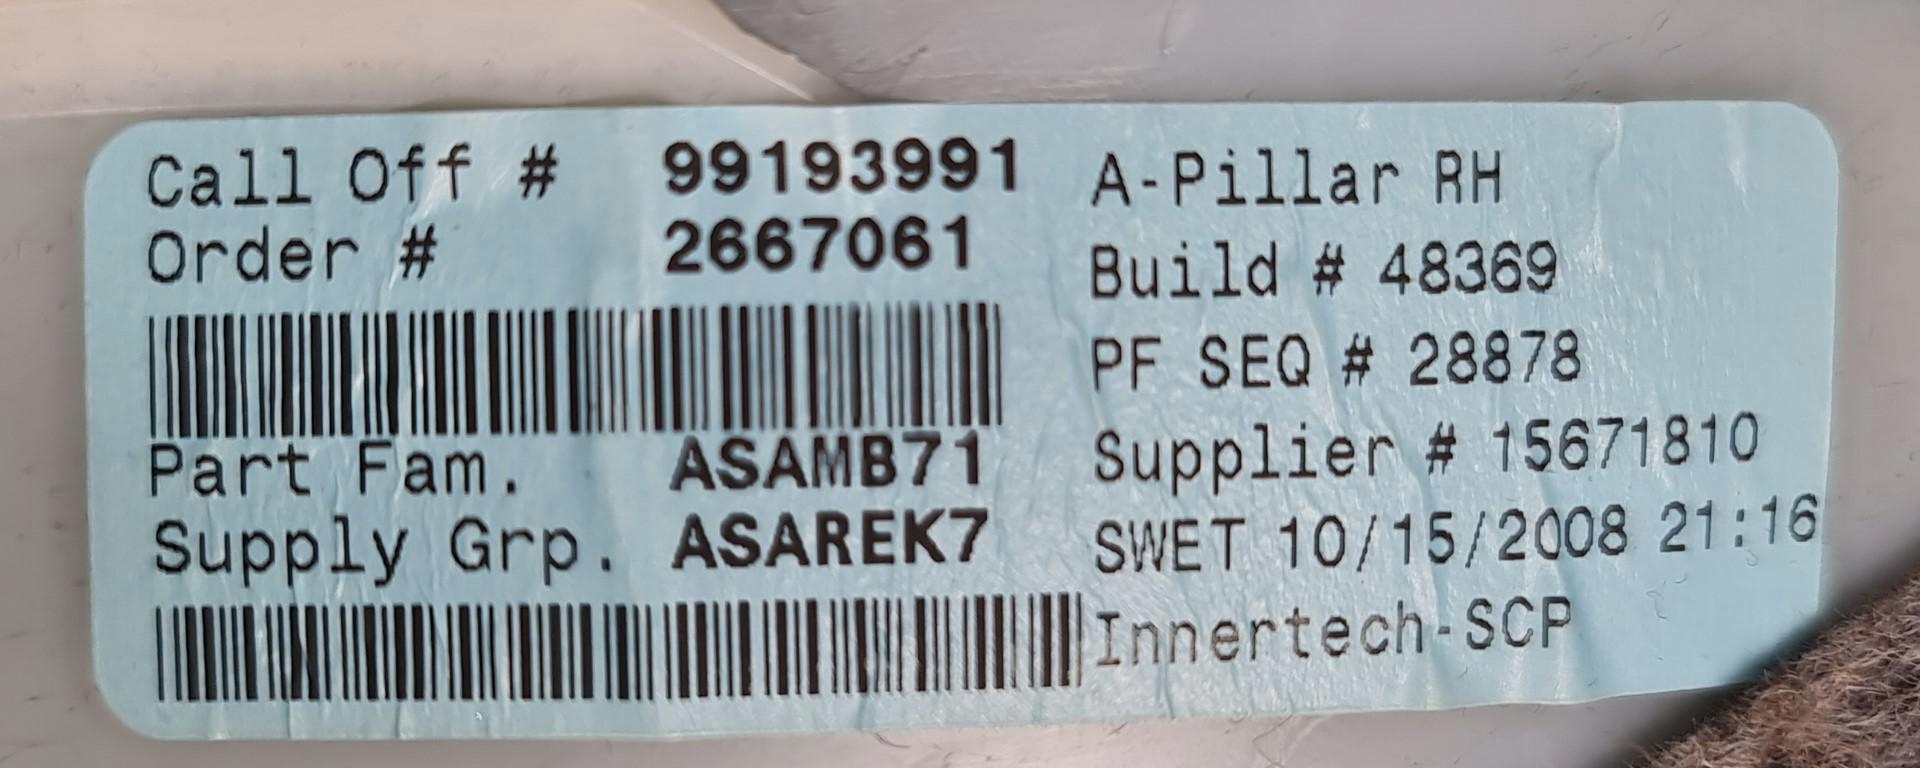 Call Off # 99193991
Order # 2667061
Part Fam. ASAMB71
Supply Grp. ASAREK7
A-Pillar RH
Build # 48369
PF SEQ # 28878
Supplier # 15671810
SWET 10/15/2008 21:16
Innertech-SCP